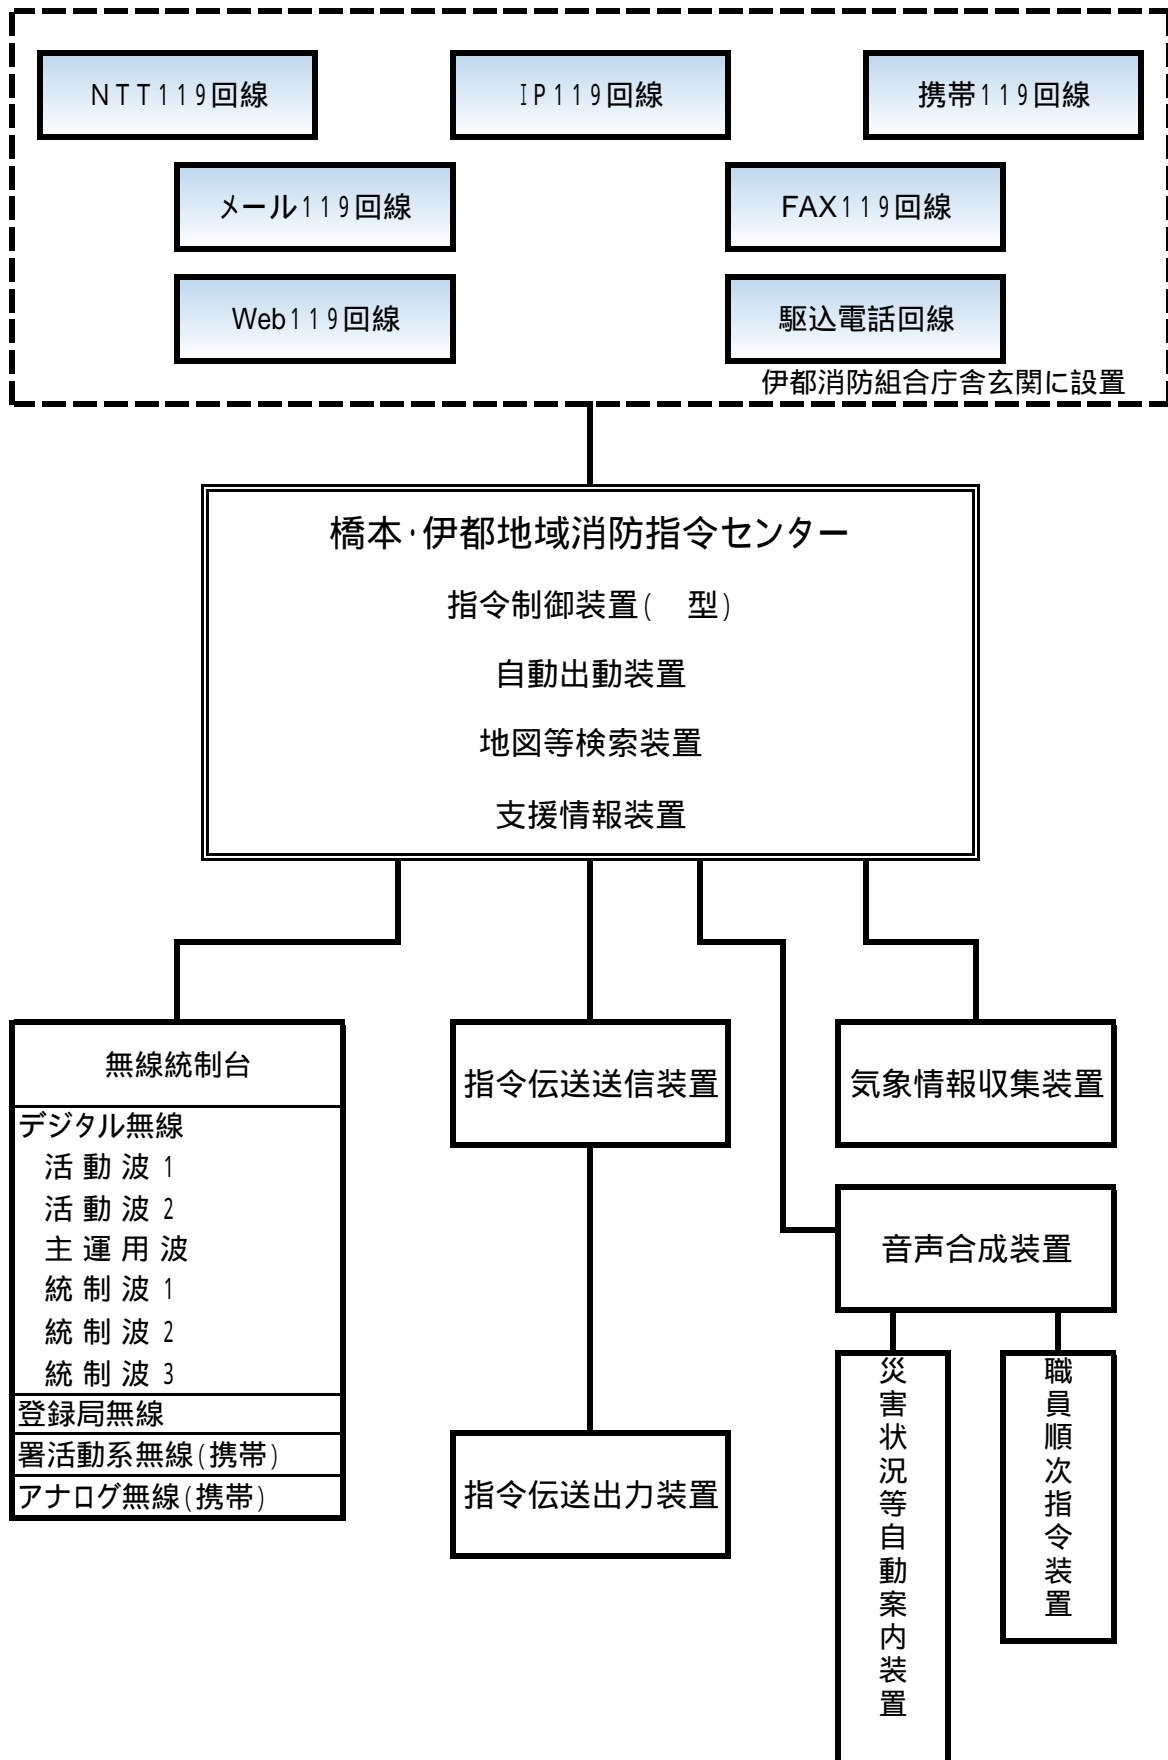 NTT119回線
IP119回線
携帯119回線
メール119回線
FAX119回線
Web119回線
駆込電話回線
伊都消防組合庁舎玄関に設置
橋本・伊都地域消防指令センター
指令制御装置(　型)
自動出動装置
地図等検索装置
支援情報装置
無線統制台
デジタル無線
活動波1
活動波2
主運用波
統制波1
統制波2
統制波3
登録局無線
署活動系無線(携帯)
アナログ無線(携帯)
指令伝送送信装置
指令伝送出力装置
気象情報収集装置
音声合成装置
災害状況等自動案内装置
職員順次指令装置